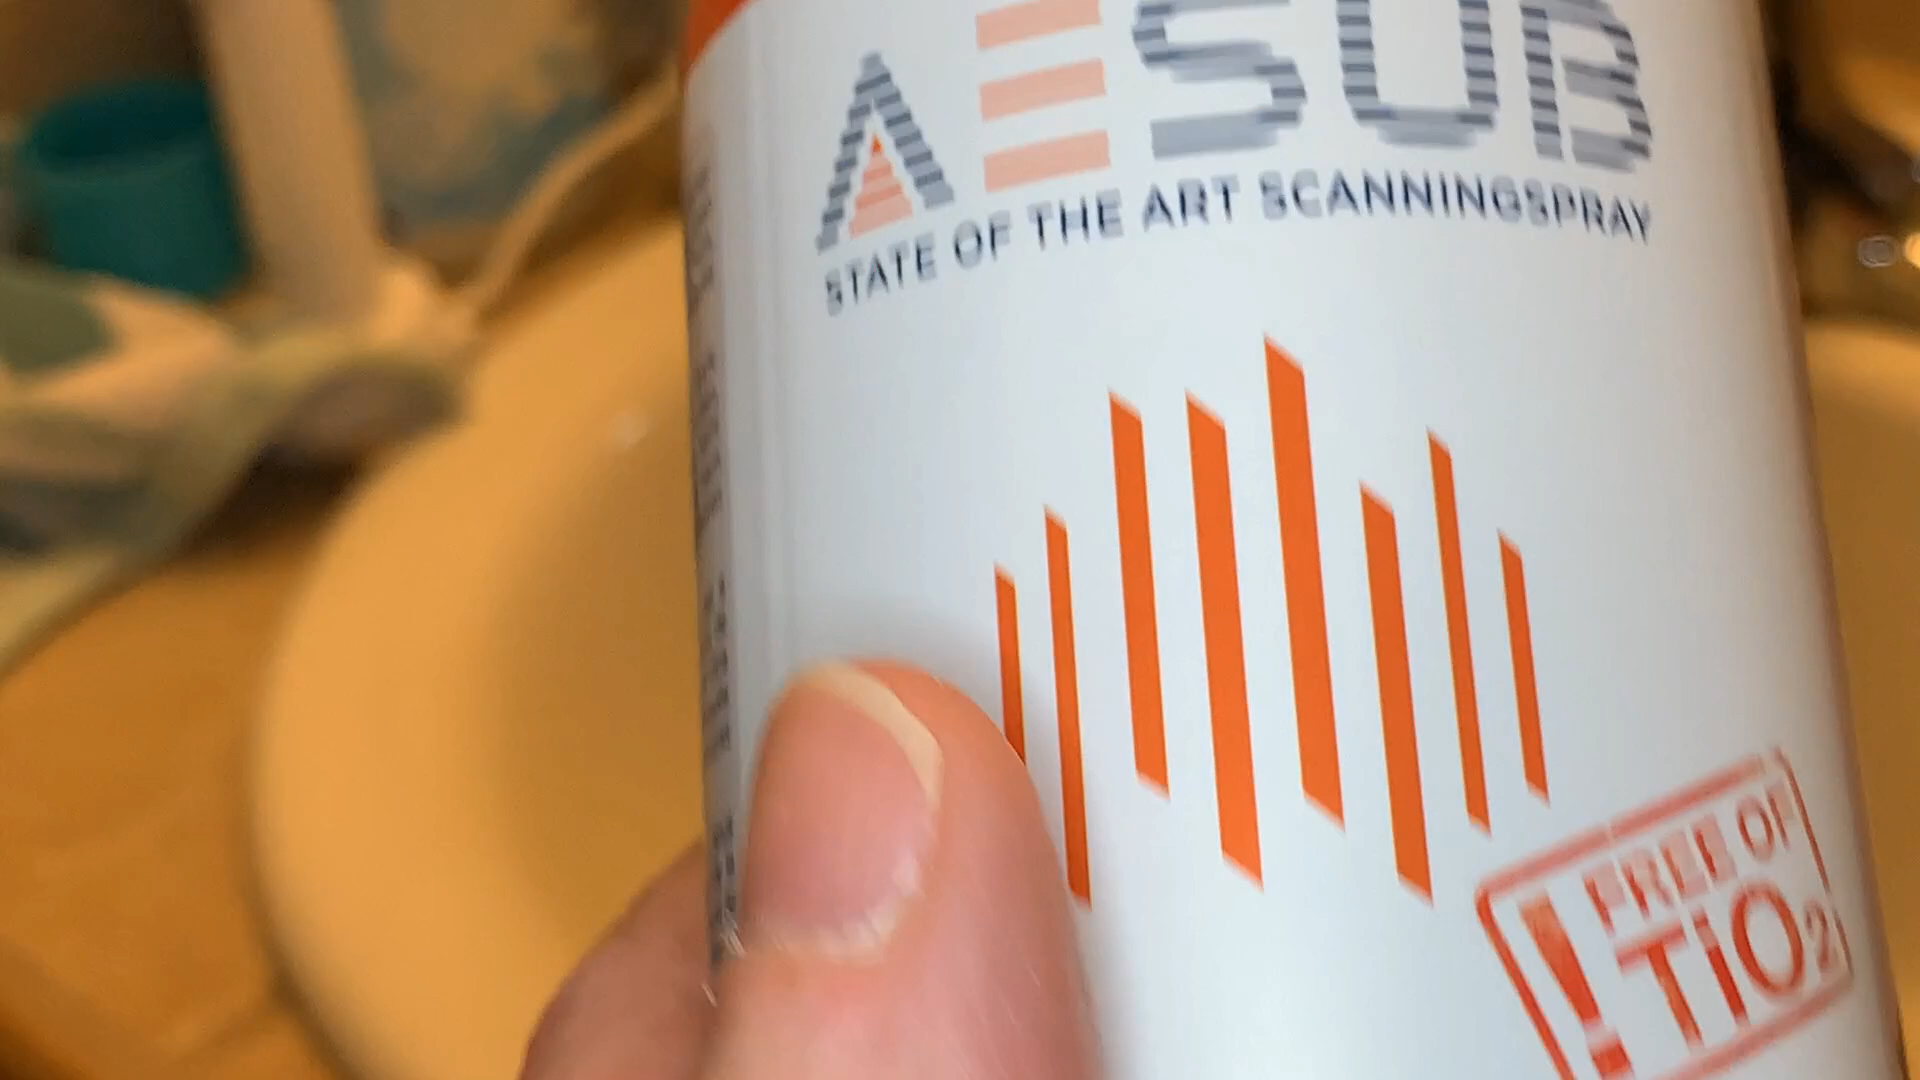 AESUB
STATE OF THE ART SCANNINGSPRAY
! FREE OF
TiO2